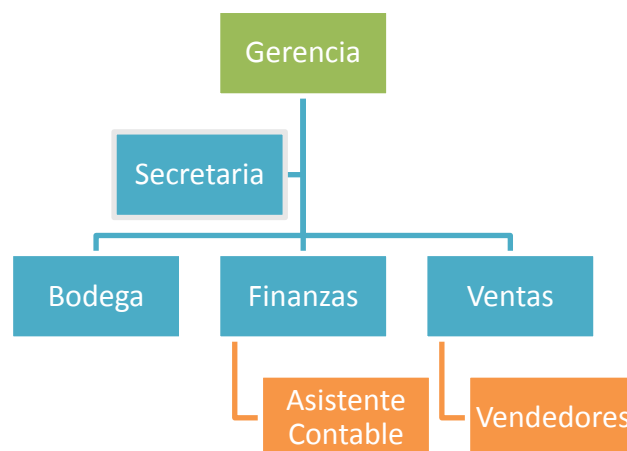 Gerencia
Secretaria
Bodega
Finanzas
Ventas
Asistente
Contable
Vendedores